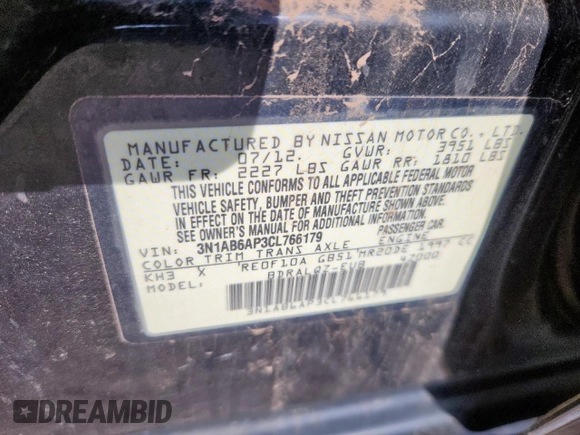 MANUFACTURED BY NISSAN MOTOR CO., LTD.
DATE: 07/12. GVWR: 3951 LBS
GAWR FR: 2227 LBS GAWR RR: 1810 LBS
THIS VEHICLE CONFORMS TO ALL APPLICABLE FEDERAL MOTOR
VEHICLE SAFETY, BUMPER AND THEFT PREVENTION STANDARDS
IN EFFECT ON THE DATE OF MANUFACTURE SHOWN ABOVE.
SEE OWNER'S MANUAL FOR ADDITIONAL INFORMATION.
VIN: 3N1AB6AP3CL766179 PASSENGER CAR.
COLOR TRIM TRANS AXLE ENGINE
KH3 X RE0F10A GB51 MR20DE 1997 CC
MODEL: BDRALQZ-EUB 47000
3N1AB6AP3CL766179
DREAMBID